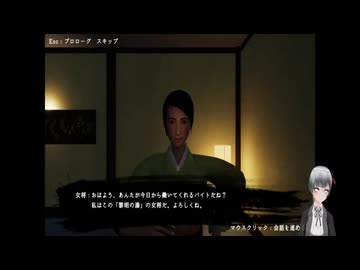 Esc：プロローグ　スキップ
女将：おはよう、あんたが今日から働いてくれるバイトだね？
私はこの「黎明の湯」の女将だ。よろしくね。
マウスクリック：会話を進め